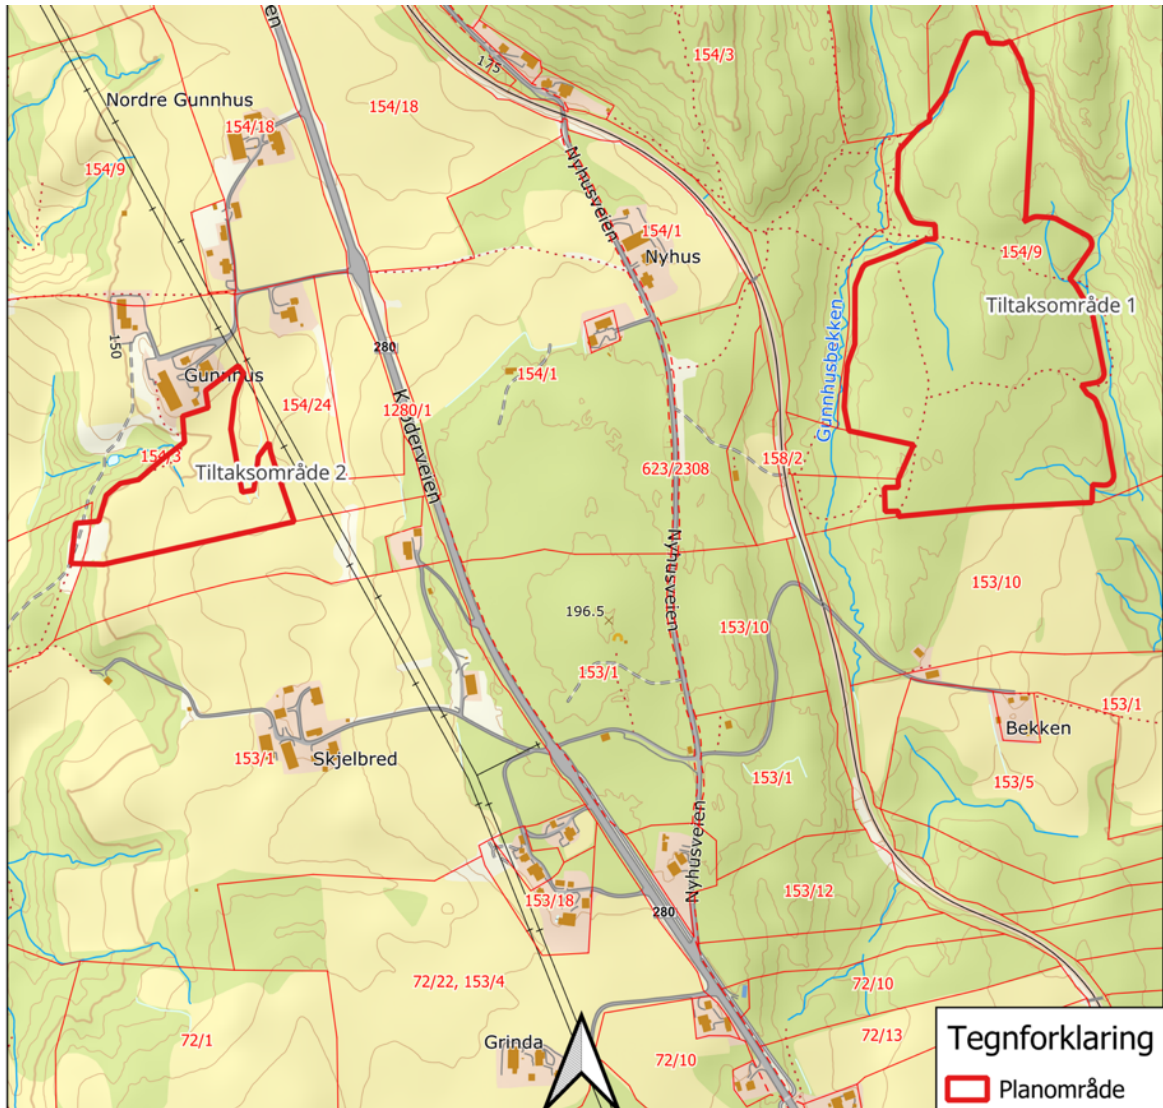 en
175
154/3
Nordre Gunnhus
154/18
154/18
154/9
Nyhusveien
154/1
Nyhus
154/9
Tiltaksområde 1
150
280
Gunnhusbekken
Gunnhus
154/1
154/24
1280/1
Krøderveien
154/3
Tiltaksområde 2
623/2308
158/2
Nyhusveien
153/10
196.5
153/10
153/1
153/1
Bekken
153/1
Skjelbred
153/1
153/5
Nyhusveien
153/18
153/12
280
72/22, 153/4
72/10
72/1
Grinda
72/10
72/13
Tegnforklaring
Planområde